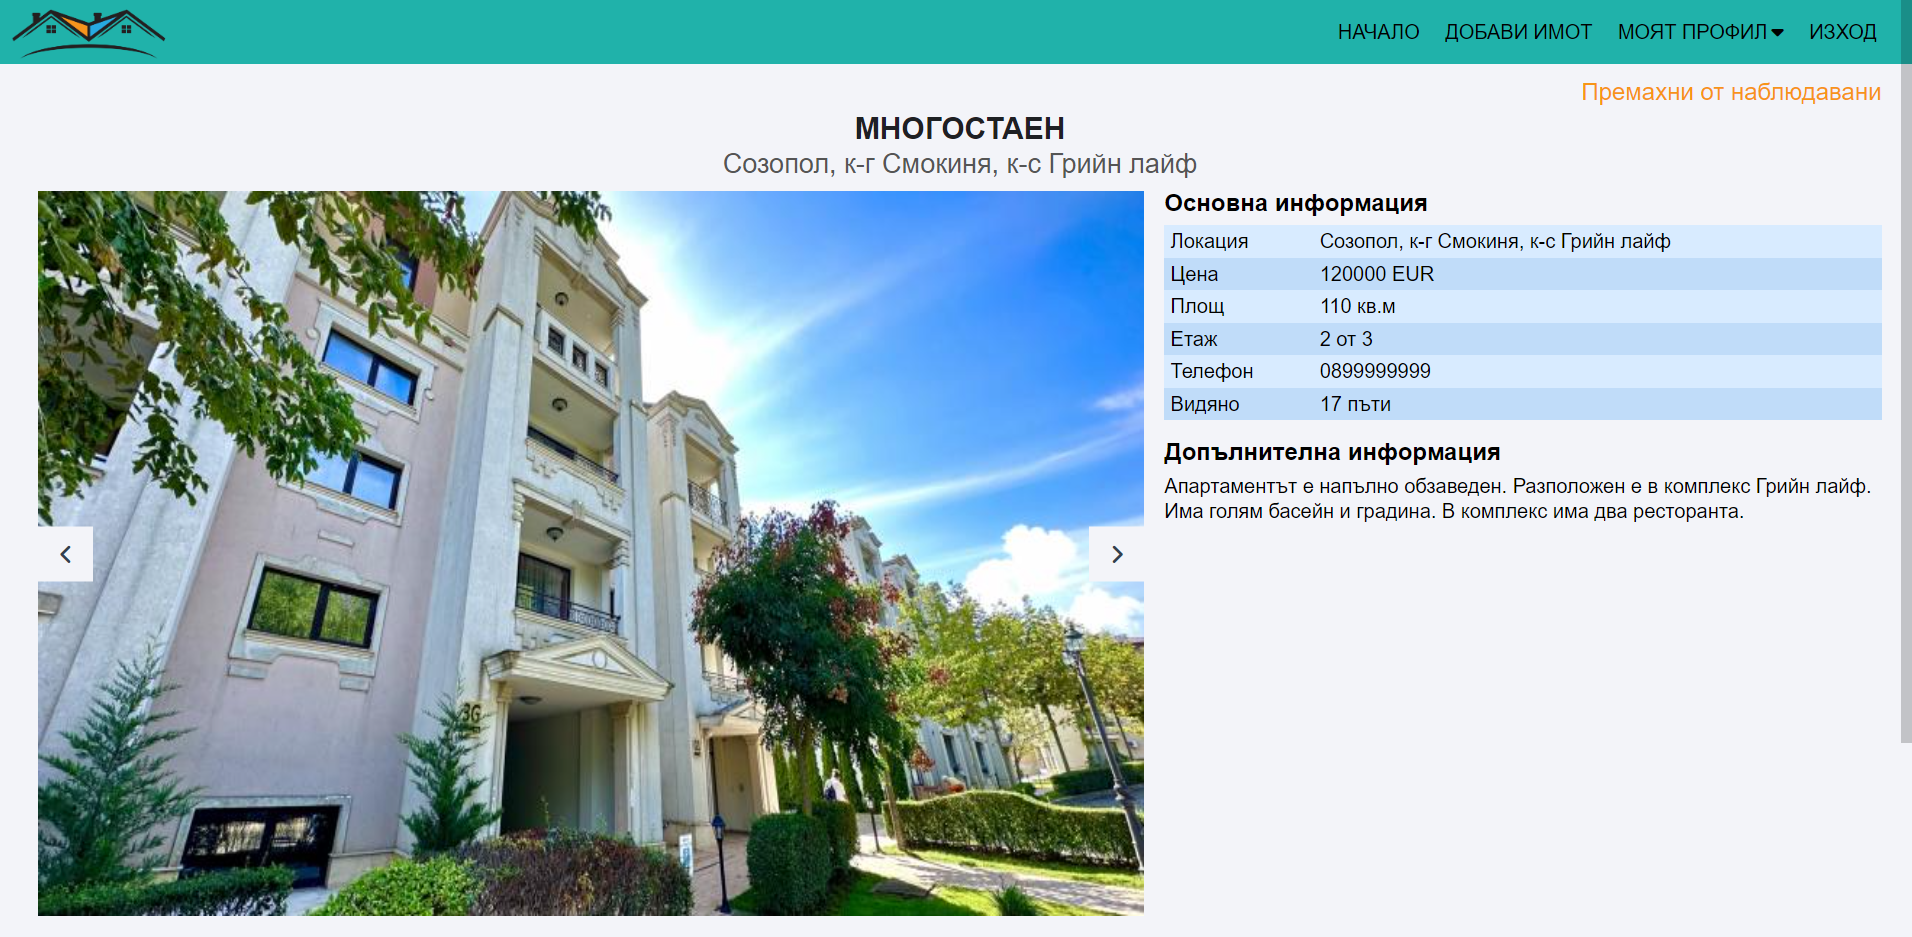 НАЧАЛО ДОБАВИ ИМОТ МОЯТ ПРОФИЛ ИЗХОД
Премахни от наблюдавани
МНОГОСТАЕН
Созопол, к-г Смокиня, к-с Грийн лайф
Основна информация
Локация Созопол, к-г Смокиня, к-с Грийн лайф
Цена 120000 EUR
Площ 110 кв.м
Етаж 2 от 3
Телефон 0899999999
Видяно 17 пъти
Допълнителна информация
Апартаментът е напълно обзаведен. Разположен е в комплекс Грийн лайф.
Има голям басейн и градина. В комплекс има два ресторанта.
3G